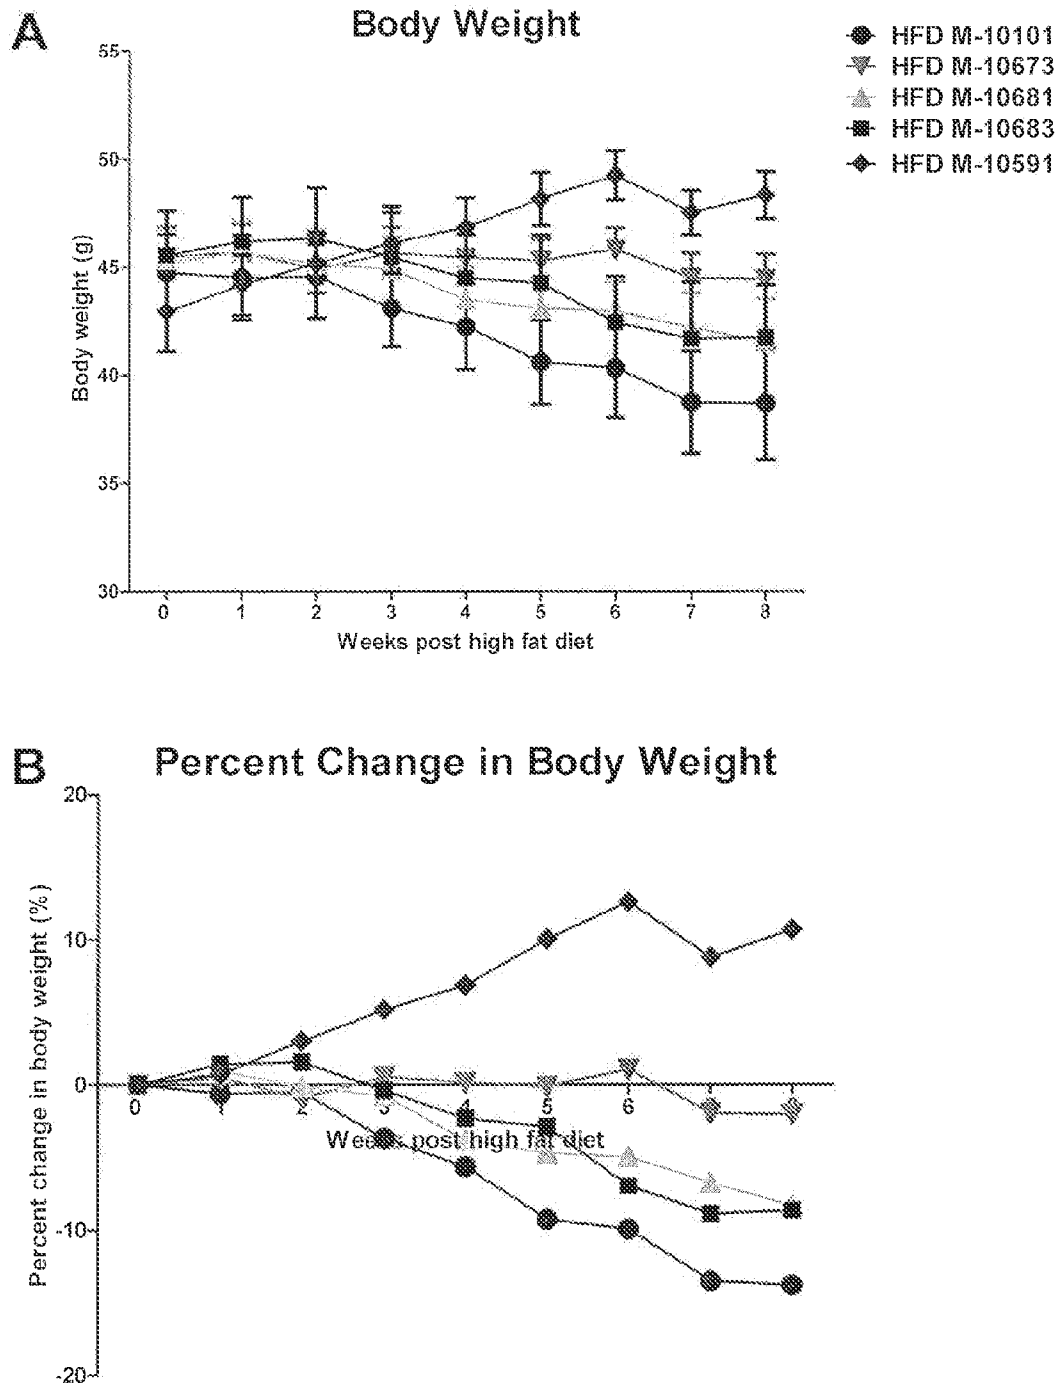 A
Body Weight
HFD M-10101
HFD M-10673
HFD M-10681
HFD M-10683
HFD M-10591
55
50
45
40
35
30
Body weight (g)
0 1 2 3 4 5 6 7 8
Weeks post high fat diet
B
Percent Change in Body Weight
20
10
0
-10
-20
Percent change in body weight (%)
0 2 3 4 5 6
Weeks post high fat diet